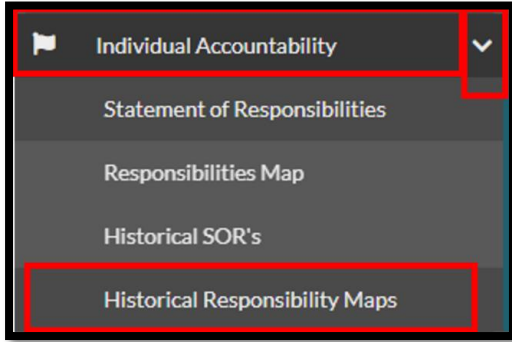 Individual Accountability
Statement of Responsibilities
Responsibilities Map
Historical SOR's
Historical Responsibility Maps